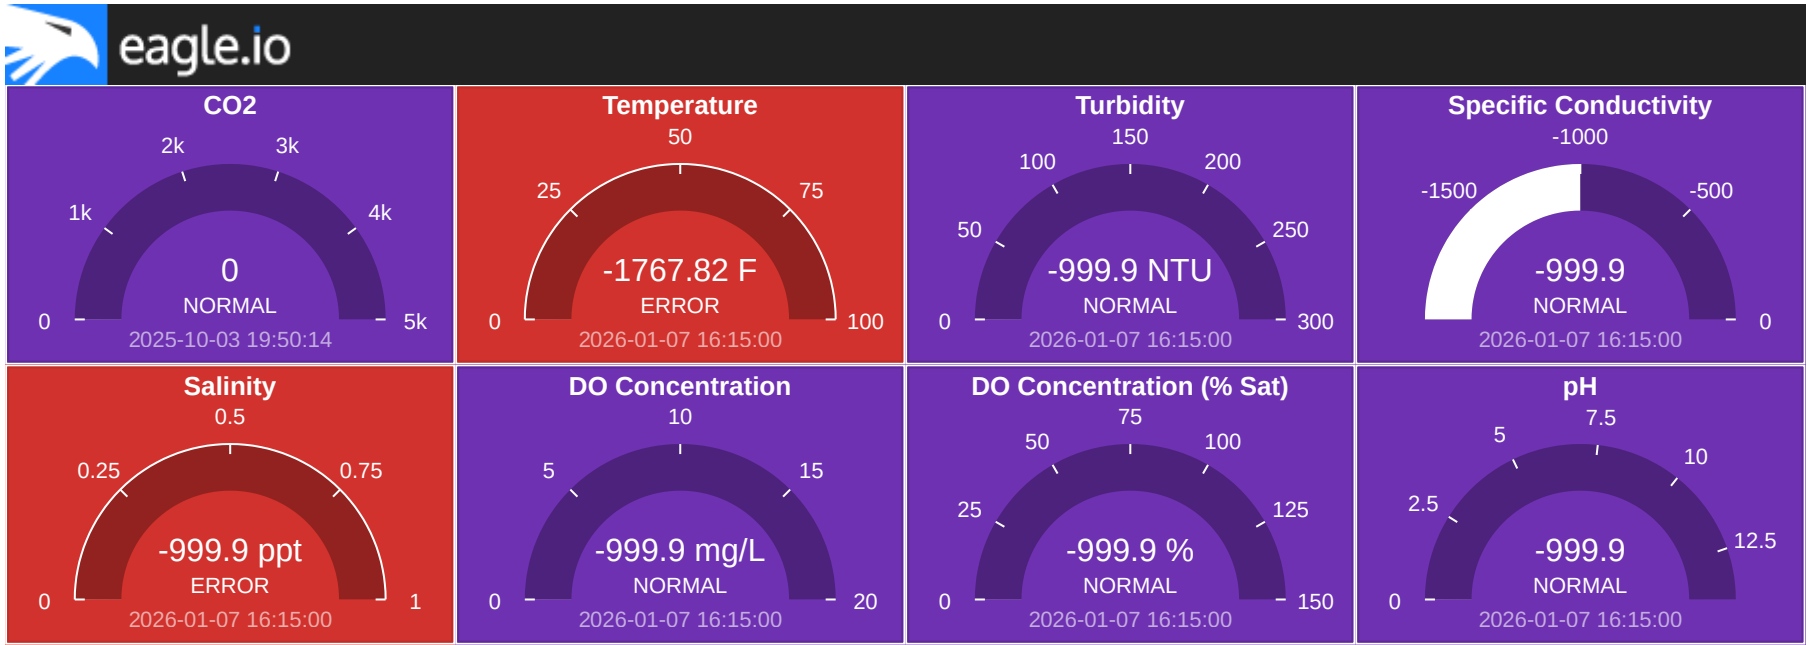 eagle.io
CO2
2k 3k
1k 4k
0
NORMAL
0 5k
2025-10-03 19:50:14
Temperature
50
25 75
-1767.82 F
ERROR
0 100
2026-01-07 16:15:00
Turbidity
150
100 200
50 250
-999.9 NTU
NORMAL
0 300
2026-01-07 16:15:00
Specific Conductivity
-1000
-1500 -500
-999.9
NORMAL
0
2026-01-07 16:15:00
Salinity
0.5
0.25 0.75
-999.9 ppt
ERROR
0 1
2026-01-07 16:15:00
DO Concentration
10
5 15
-999.9 mg/L
NORMAL
0 20
2026-01-07 16:15:00
DO Concentration (% Sat)
75
50 100
25 125
-999.9 %
NORMAL
0 150
2026-01-07 16:15:00
pH
7.5
5 10
2.5 12.5
-999.9
NORMAL
0
2026-01-07 16:15:00